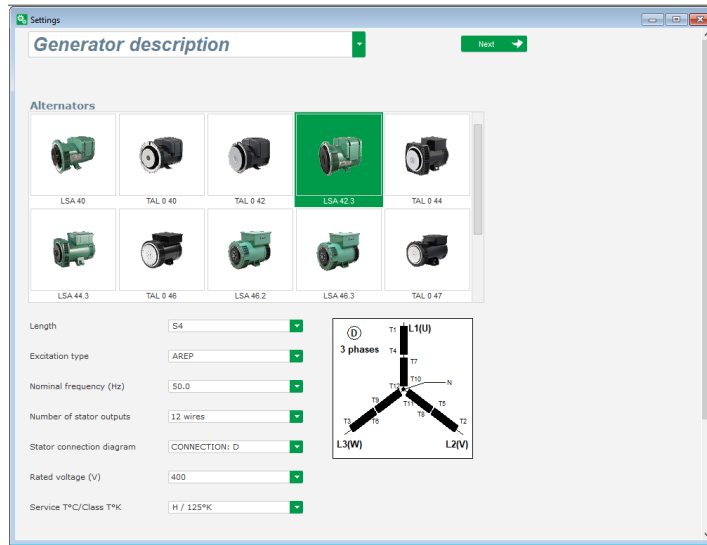 Settings
Generator description
Next
Alternators
LSA 40
TAL 0 40
TAL 0 42
LSA 42.3
TAL 0 44
LSA 44.3
TAL 0 46
LSA 46.2
LSA 46.3
TAL 0 47
Length S4
Excitation type AREP
Nominal frequency (Hz) 50.0
Number of stator outputs 12 wires
Stator connection diagram CONNECTION: D
Rated voltage (V) 400
Service T°C/Class T°K H / 125°K
D
3 phases
T1 L1(U)
T4
T7
T10
N
T12
T9 T11 T5
T3 T6 T8 T2
L3(W) L2(V)